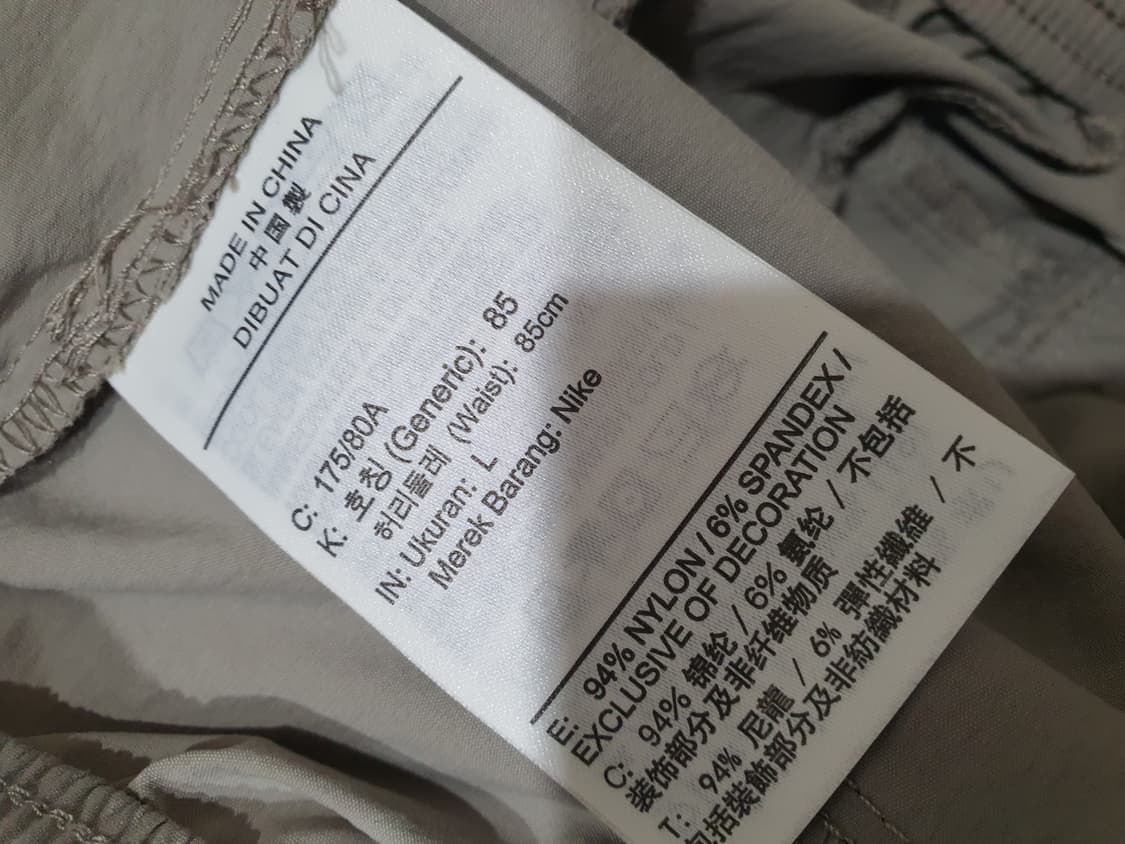 MADE IN CHINA
中国製
DIBUAT DI CINA
C: 175/80A
K: 호칭 (Generic): 85
허리둘레 (Waist): 85cm
IN: Ukuran: L
Merek Barang: Nike
E: 94% NYLON / 6% SPANDEX /
EXCLUSIVE OF DECORATION
C: 94% 锦纶 / 6% 氨纶 / 不包括
装饰部分及非纤维物质
T: 94% 尼龍 / 6% 彈性纖維 / 不
包括裝飾部分及非紡織材料